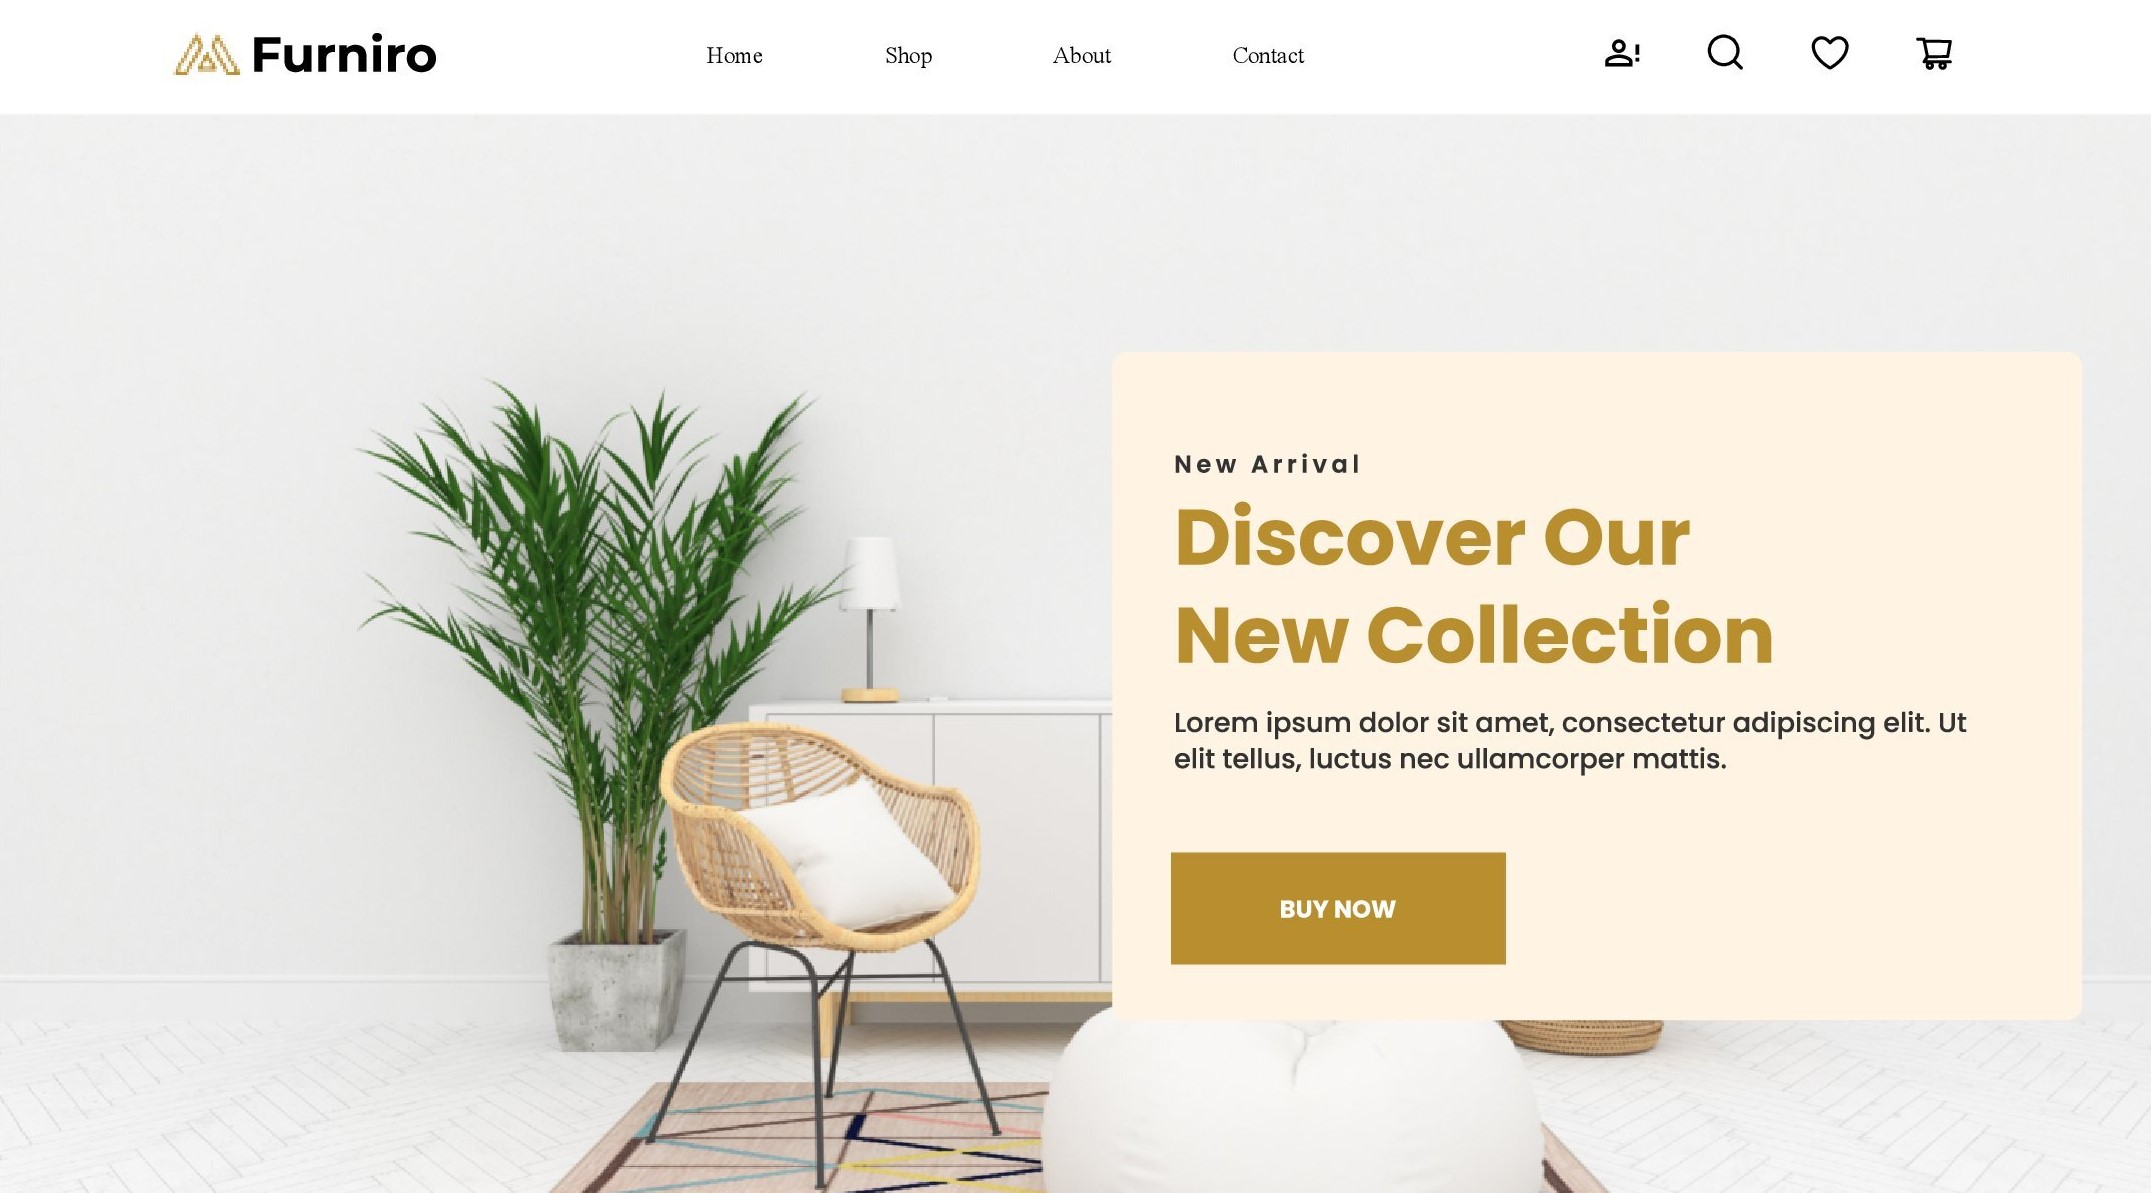 Furniro
Home
Shop
About
Contact
New Arrival
Discover Our
New Collection
Lorem ipsum dolor sit amet, consectetur adipiscing elit. Ut
elit tellus, luctus nec ullamcorper mattis.
BUY NOW